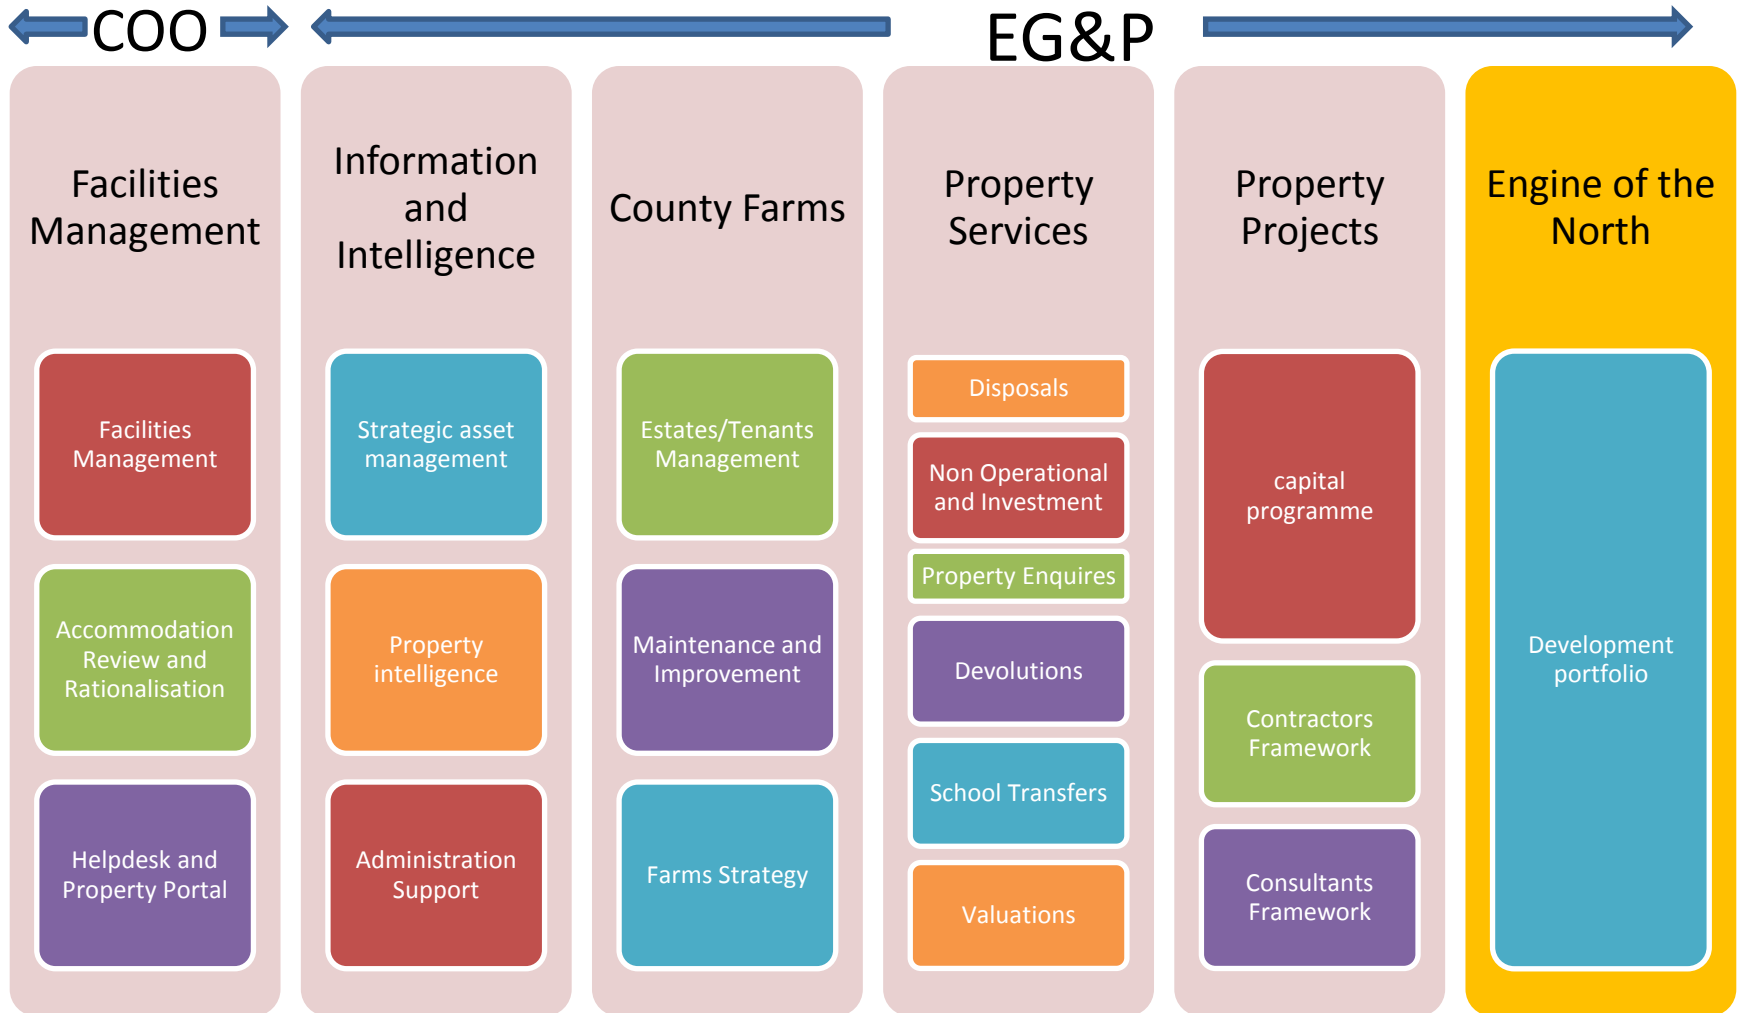 COO
EG&P
Facilities
Management
Facilities
Management
Accommodation
Review and
Rationalisation
Helpdesk and
Property Portal
Information
and
Intelligence
Strategic asset
management
Property
intelligence
Administration
Support
County Farms
Estates/Tenants
Management
Maintenance and
Improvement
Farms Strategy
Property
Services
Disposals
Non Operational
and Investment
Property Enquires
Devolutions
School Transfers
Valuations
Property
Projects
capital
programme
Contractors
Framework
Consultants
Framework
Engine of the
North
Development
portfolio